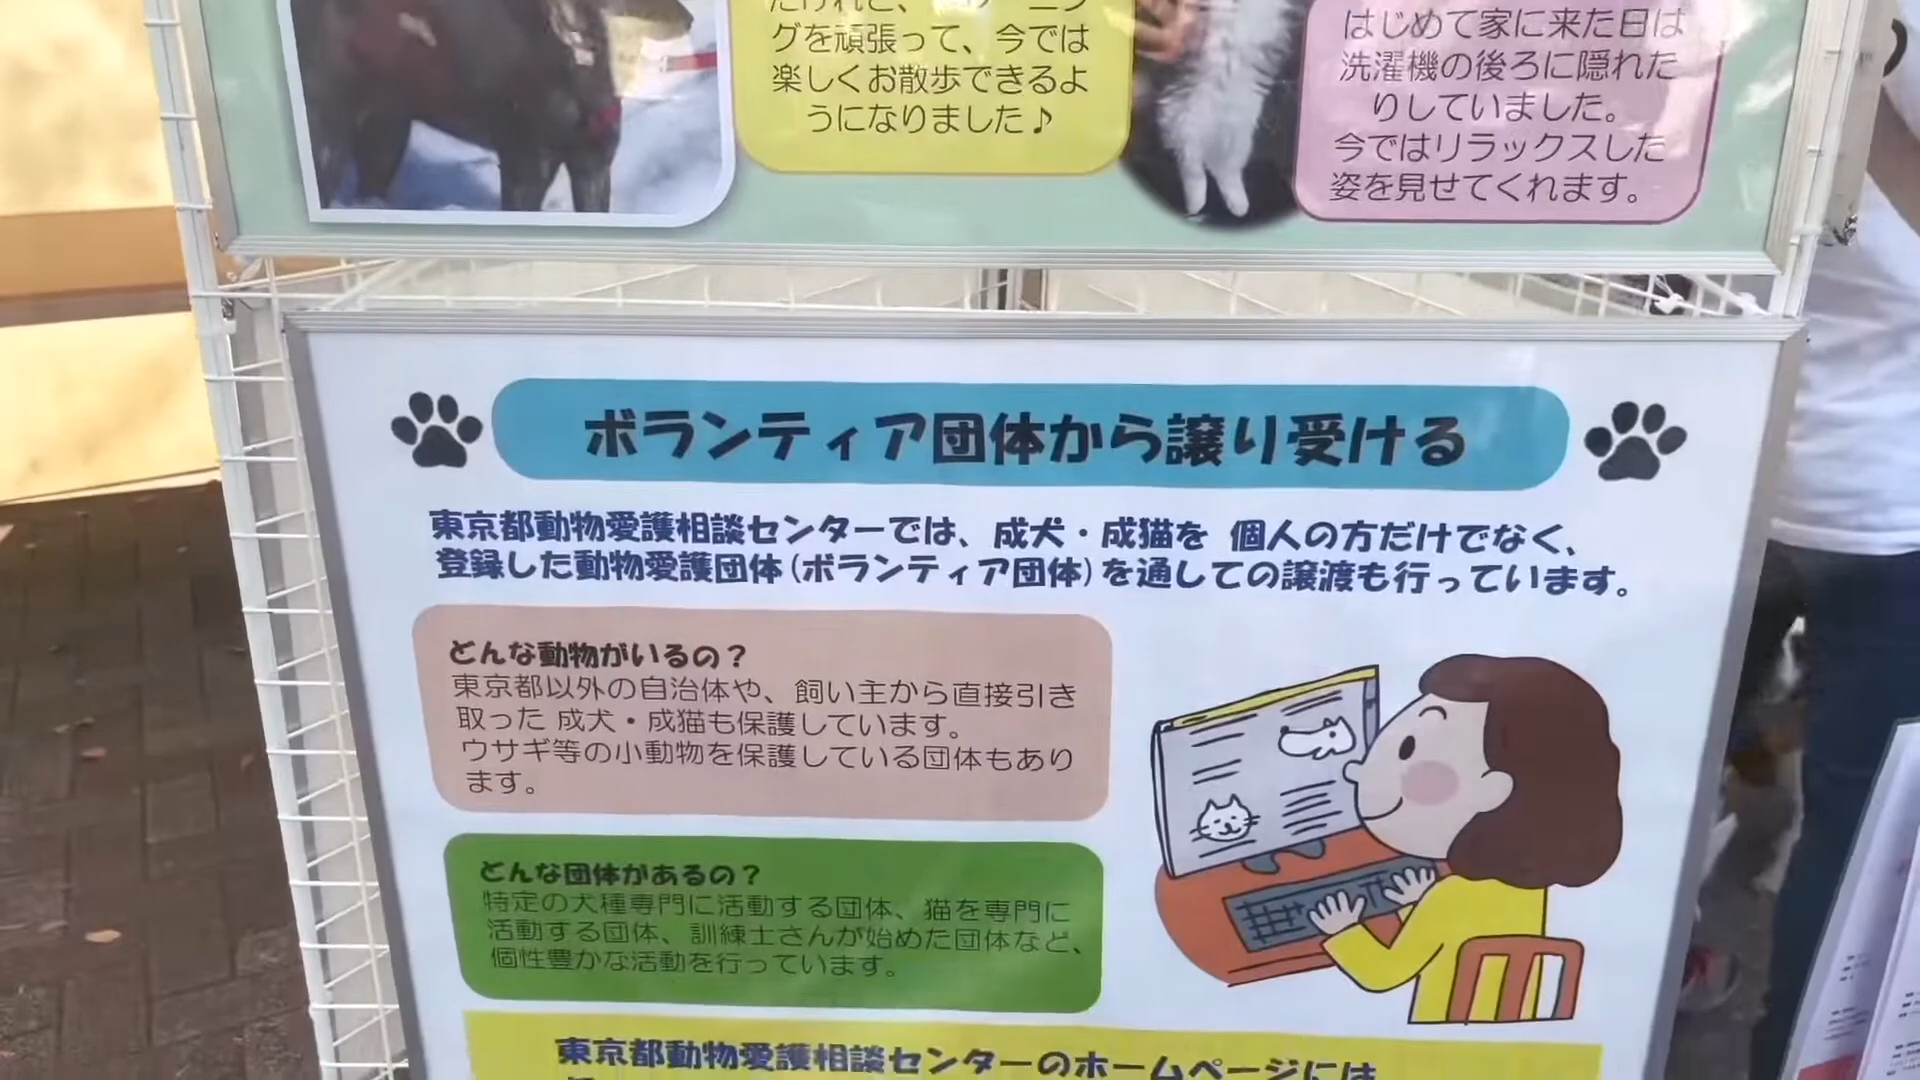 グを頑張って、今では
楽しくお散歩できるよ
うになりました♪
はじめて家に来た日は
洗濯機の後ろに隠れた
りしていました。
今ではリラックスした
姿を見せてくれます。
ボランティア団体から譲り受ける
東京都動物愛護相談センターでは、成犬・成猫を 個人の方だけでなく、
登録した動物愛護団体(ボランティア団体)を通しての譲渡も行っています。
どんな動物がいるの?
東京都以外の自治体や、飼い主から直接引き
取った 成犬・成猫も保護しています。
ウサギ等の小動物を保護している団体もあり
ます。
どんな団体があるの?
特定の犬種専門に活動する団体、猫を専門に
活動する団体、訓練士さんが始めた団体など、
個性豊かな活動を行っています。
東京都動物愛護相談センターのホームページには